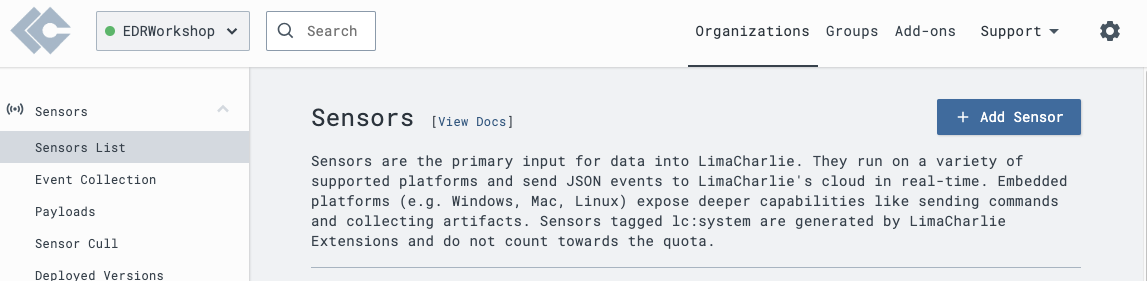 EDRWorkshop
Search
Organizations
Groups
Add-ons
Support
Sensors
Sensors List
Event Collection
Payloads
Sensor Cull
Deployed Versions
Sensors [View Docs]
+ Add Sensor
Sensors are the primary input for data into LimaCharlie. They run on a variety of
supported platforms and send JSON events to LimaCharlie's cloud in real-time. Embedded
platforms (e.g. Windows, Mac, Linux) expose deeper capabilities like sending commands
and collecting artifacts. Sensors tagged lc:system are generated by LimaCharlie
Extensions and do not count towards the quota.